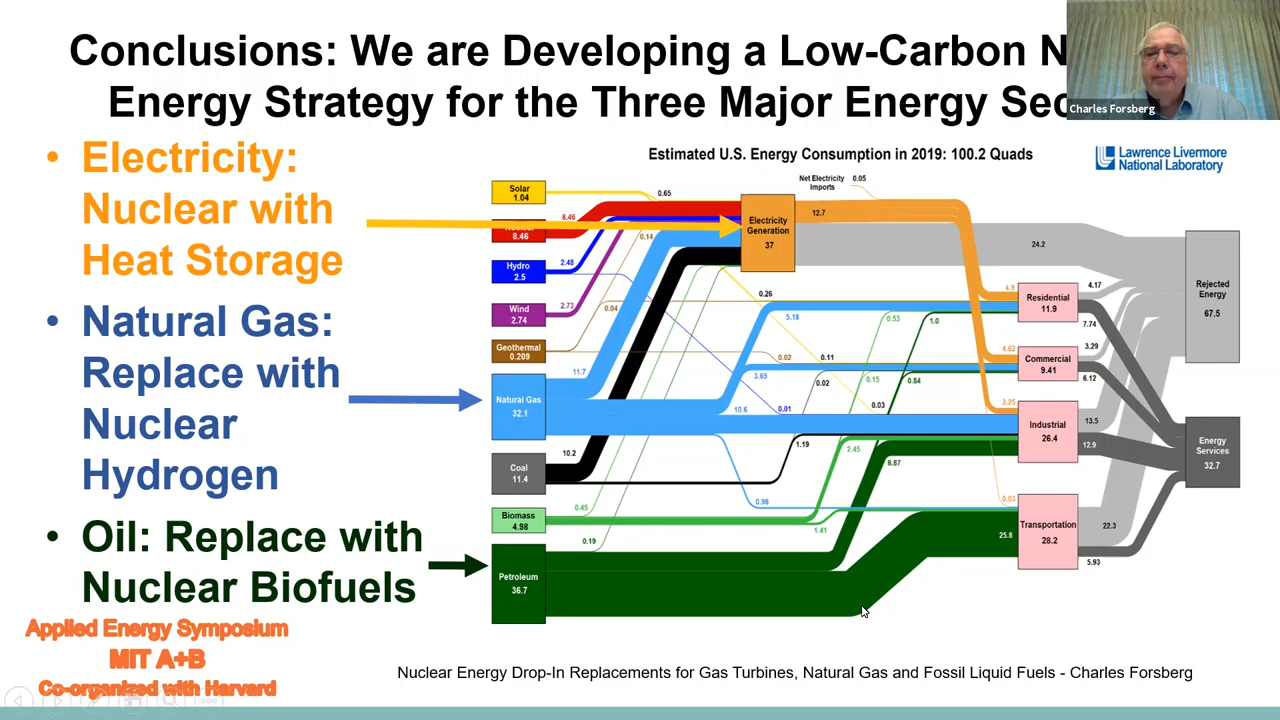 Conclusions: We are Developing a Low-Carbon N
Energy Strategy for the Three Major Energy Sec
Charles Forsberg
• Electricity:
Nuclear with
Heat Storage
• Natural Gas:
Replace with
Nuclear
Hydrogen
• Oil: Replace with
Nuclear Biofuels
Applied Energy Symposium
MIT A+B
Co-organized with Harvard
Estimated U.S. Energy Consumption in 2019: 100.2 Quads
Lawrence Livermore
National Laboratory
Net Electricity
Imports
0.05
Solar
1.04
0.65
8.46
8.46
Hydro
2.5
2.48
Wind
2.74
2.73
0.14
Geothermal
0.209
0.04
Natural Gas
32.1
11.7
Coal
11.4
10.2
Biomass
4.98
0.45
Petroleum
36.7
0.19
Electricity
Generation
37
12.7
24.2
0.26
5.18
0.53
1.0
0.02
0.11
3.65
0.02
0.15
0.84
10.6
0.01
0.03
1.19
2.45
8.87
0.98
1.41
25.8
4.9
Residential
11.9
4.17
7.74
4.62
Commercial
9.41
3.29
6.12
3.25
Industrial
26.4
13.5
12.9
0.03
Transportation
28.2
22.3
5.93
Rejected
Energy
67.5
Energy
Services
32.7
Nuclear Energy Drop-In Replacements for Gas Turbines, Natural Gas and Fossil Liquid Fuels - Charles Forsberg